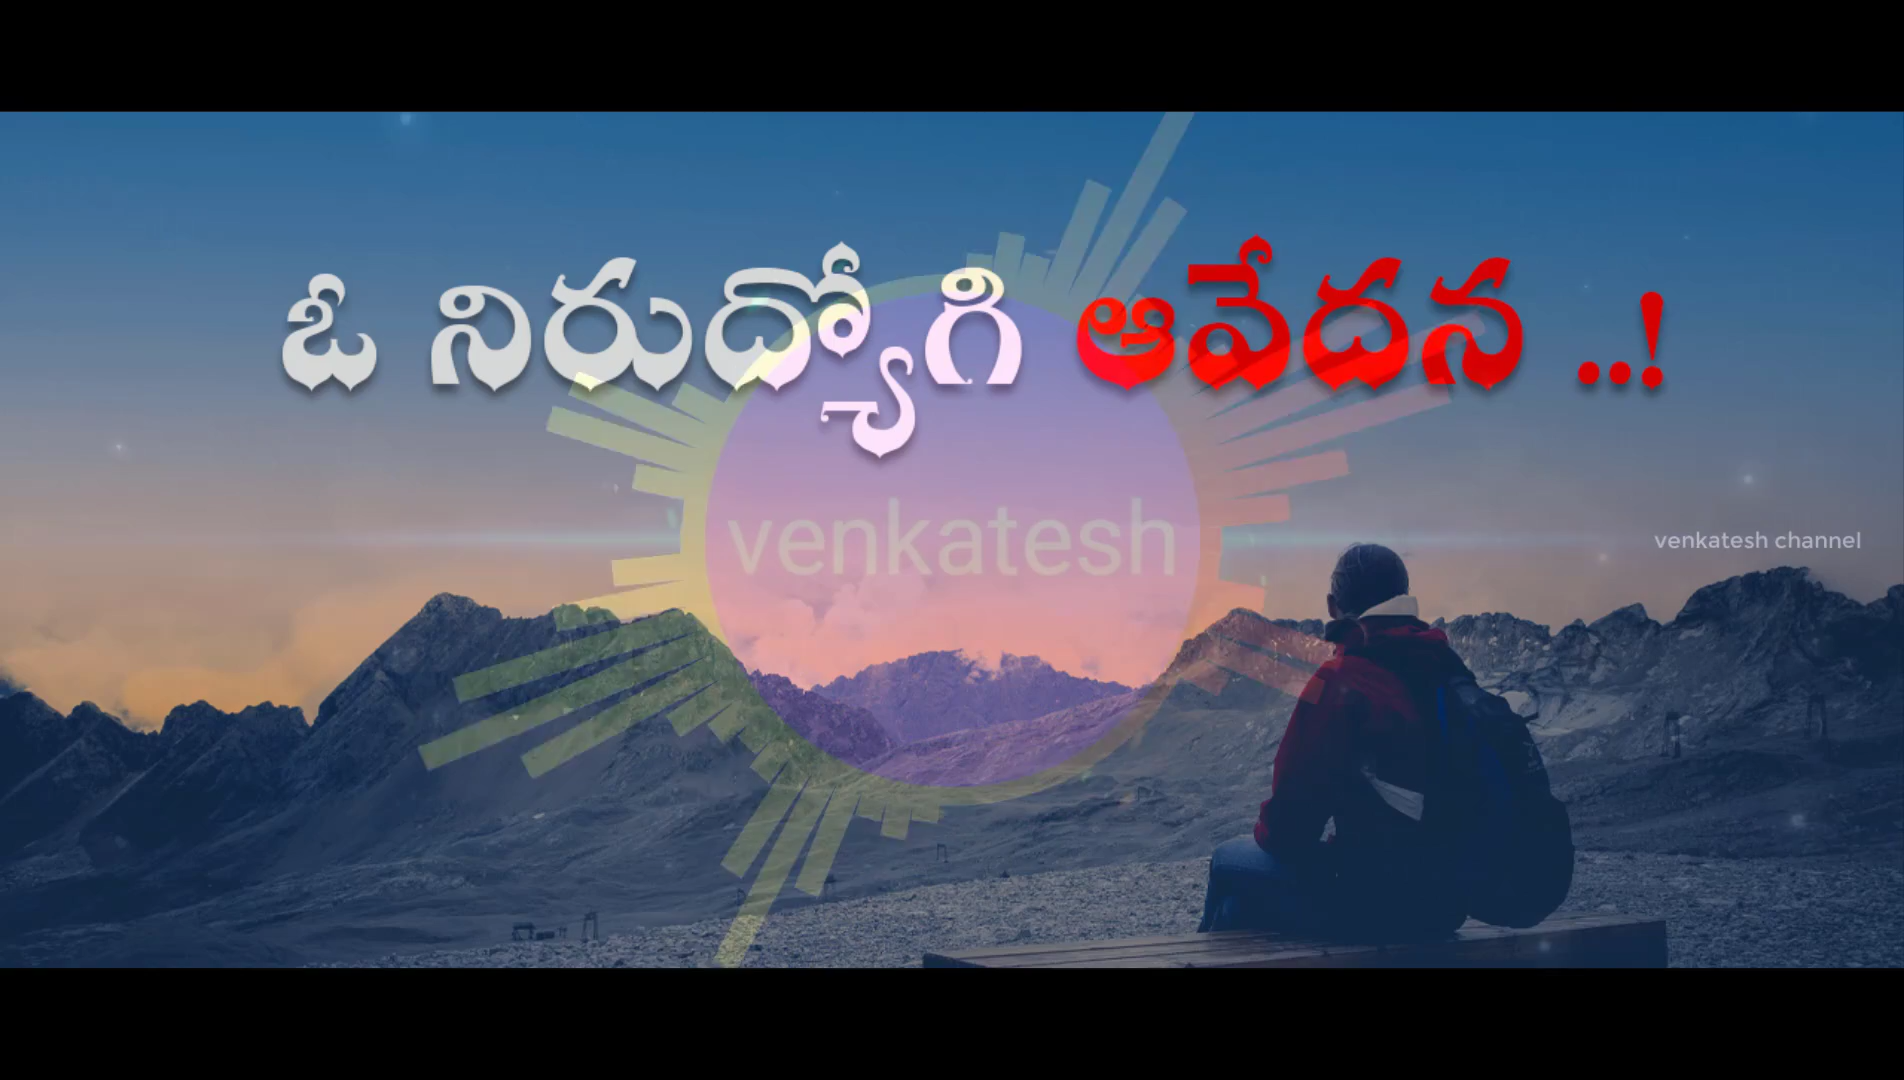 ఓ నిరుద్యోగి ఆవేదన ..!
venkatesh
venkatesh channel